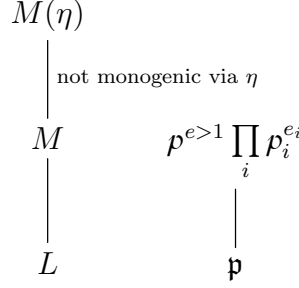 M(η)
not monogenic via η
M
𝔭^{e>1} ∏_i 𝔭_i^{e_i}
L
𝔭